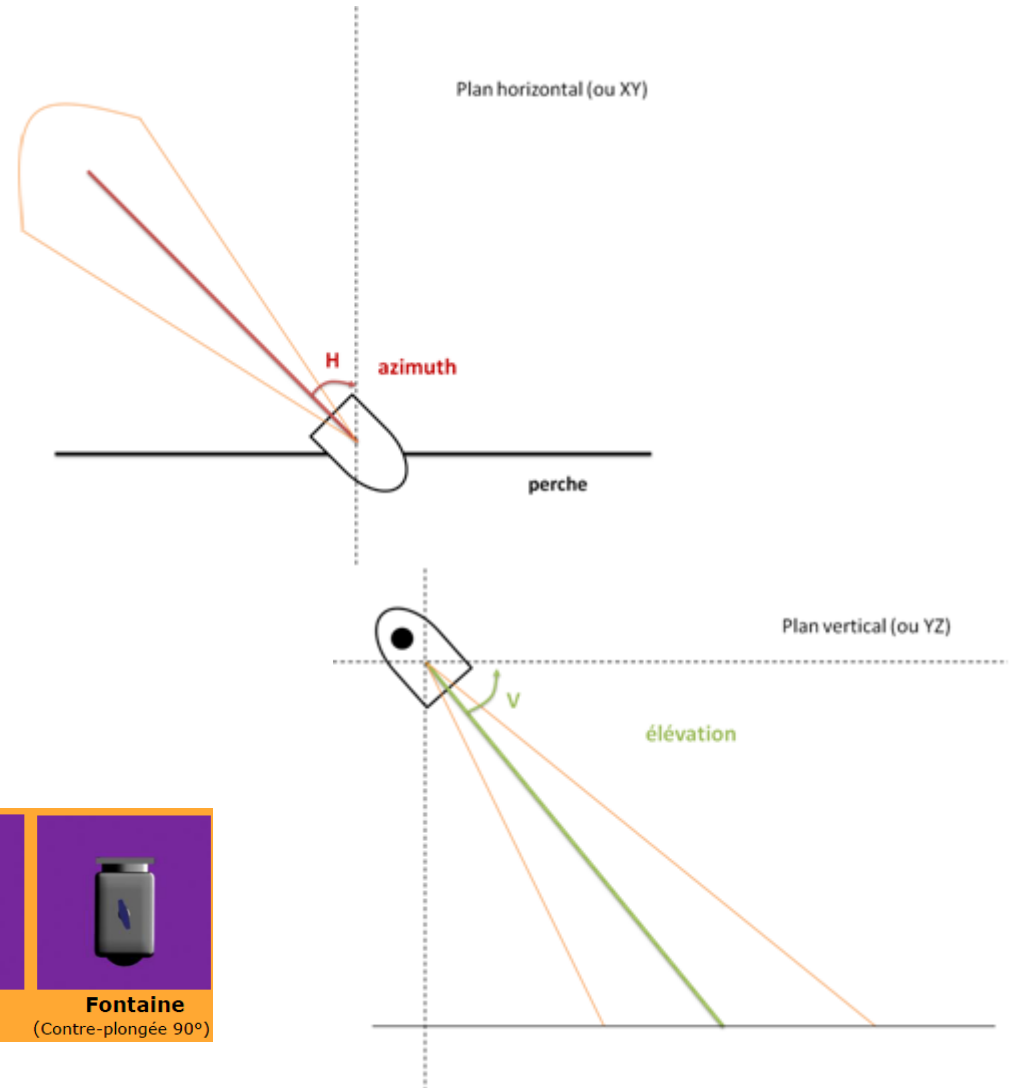 Plan horizontal (ou XY)
H
azimuth
perche
Plan vertical (ou YZ)
V
élévation
Fontaine
(Contre-plongée 90°)